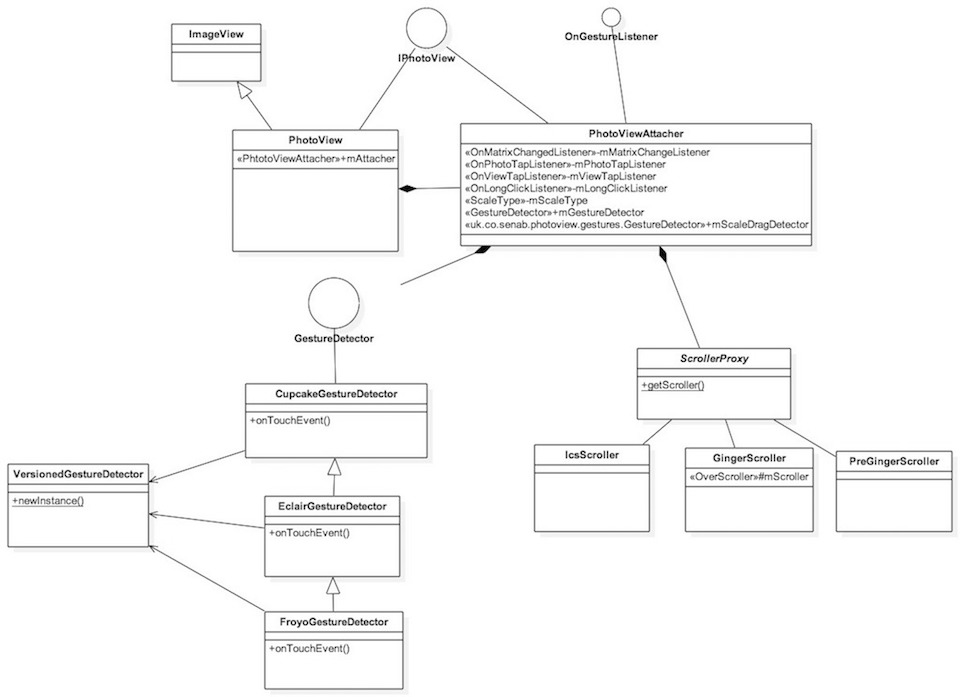 ImageView
IPhotoView
OnGestureListener
PhotoView
«PhtotoViewAttacher»+mAttacher
PhotoViewAttacher
«OnMatrixChangedListener»-mMatrixChangeListener
«OnPhotoTapListener»-mPhotoTapListener
«OnViewTapListener»-mViewTapListener
«OnLongClickListener»-mLongClickListener
«ScaleType»-mScaleType
«GestureDetector»+mGestureDetector
«uk.co.senab.photoview.gestures.GestureDetector»+mScaleDragDetector
GestureDetector
ScrollerProxy
+getScroller()
CupcakeGestureDetector
+onTouchEvent()
IcsScroller
GingerScroller
«OverScroller»#mScroller
PreGingerScroller
VersionedGestureDetector
+newInstance()
EclairGestureDetector
+onTouchEvent()
FroyoGestureDetector
+onTouchEvent()